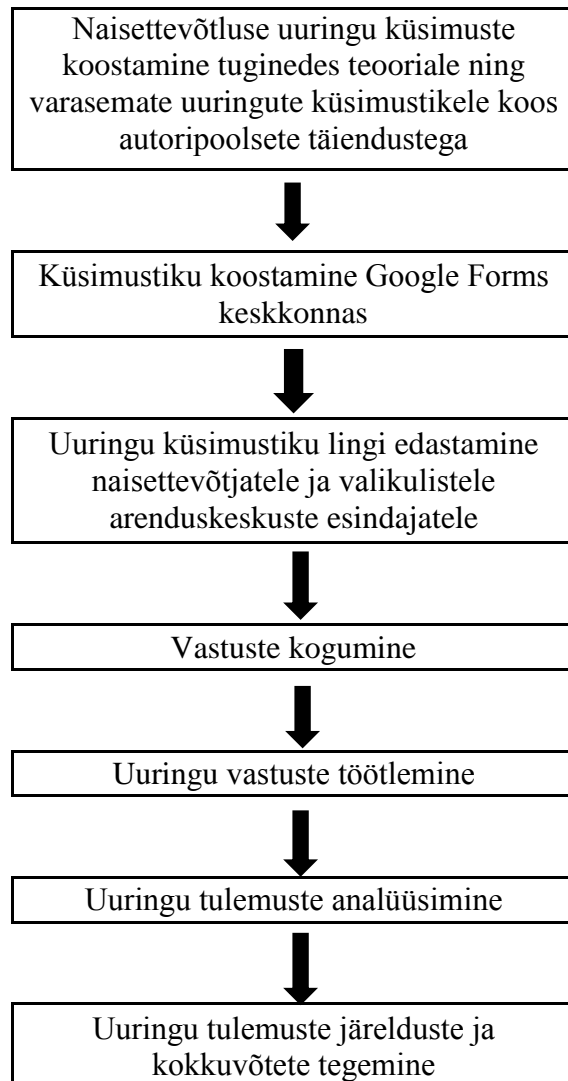 Naisettevõtluse uuringu küsimuste
koostamine tuginedes teooriale ning
varasemate uuringute küsimustikele koos
autoripoolsete täiendustega
Küsimustiku koostamine Google Forms
keskkonnas
Uuringu küsimustiku lingi edastamine
naisettevõtjatele ja valikulistele
arenduskeskuste esindajatele
Vastuste kogumine
Uuringu vastuste töötlemine
Uuringu tulemuste analüüsimine
Uuringu tulemuste järelduste ja
kokkuvõtete tegemine